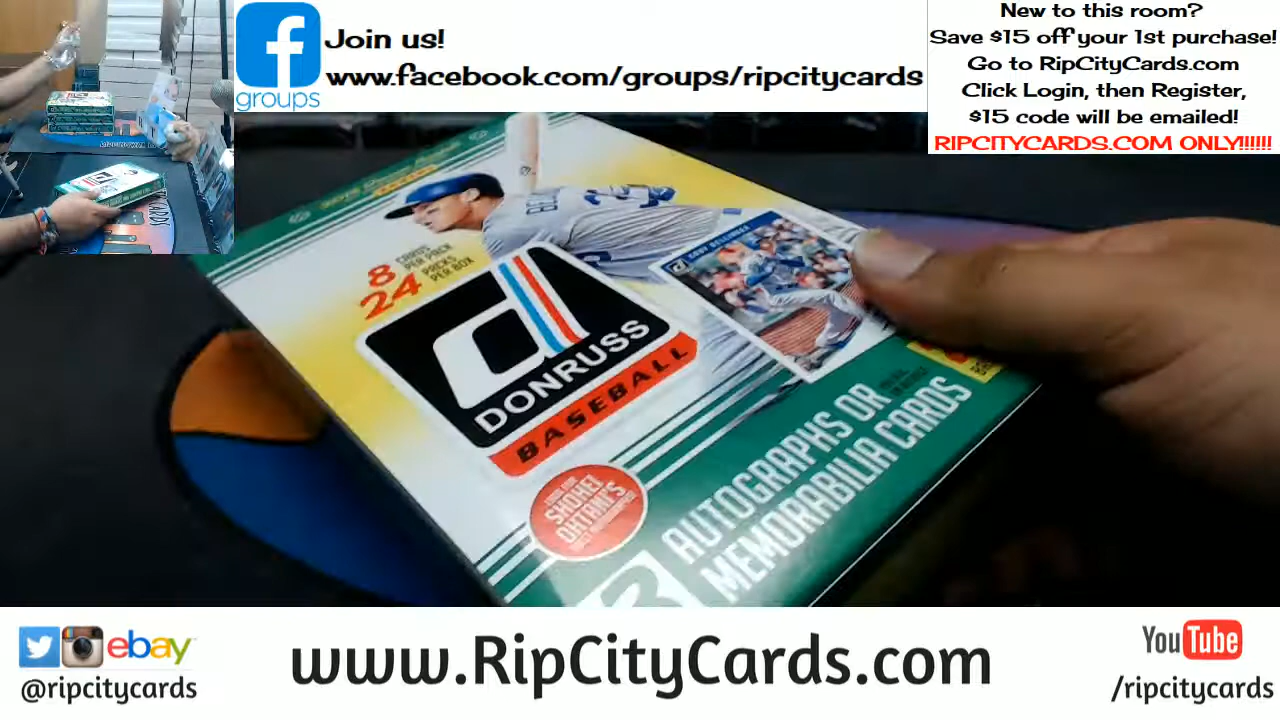 Join us!
www.facebook.com/groups/ripcitycards
groups
New to this room?
Save $15 off your 1st purchase!
Go to RipCityCards.com
Click Login, then Register,
$15 code will be emailed!
RIPCITYCARDS.COM ONLY!!!!!!
8 CARDS PER PACK
24 PACKS PER BOX
CODY BELLINGER
DONRUSS
BASEBALL
SHOHEI
OHTANI'S
AUTOGRAPHS OR
MEMORABILIA CARDS
ebay
@ripcitycards
www.RipCityCards.com
YouTube
/ripcitycards